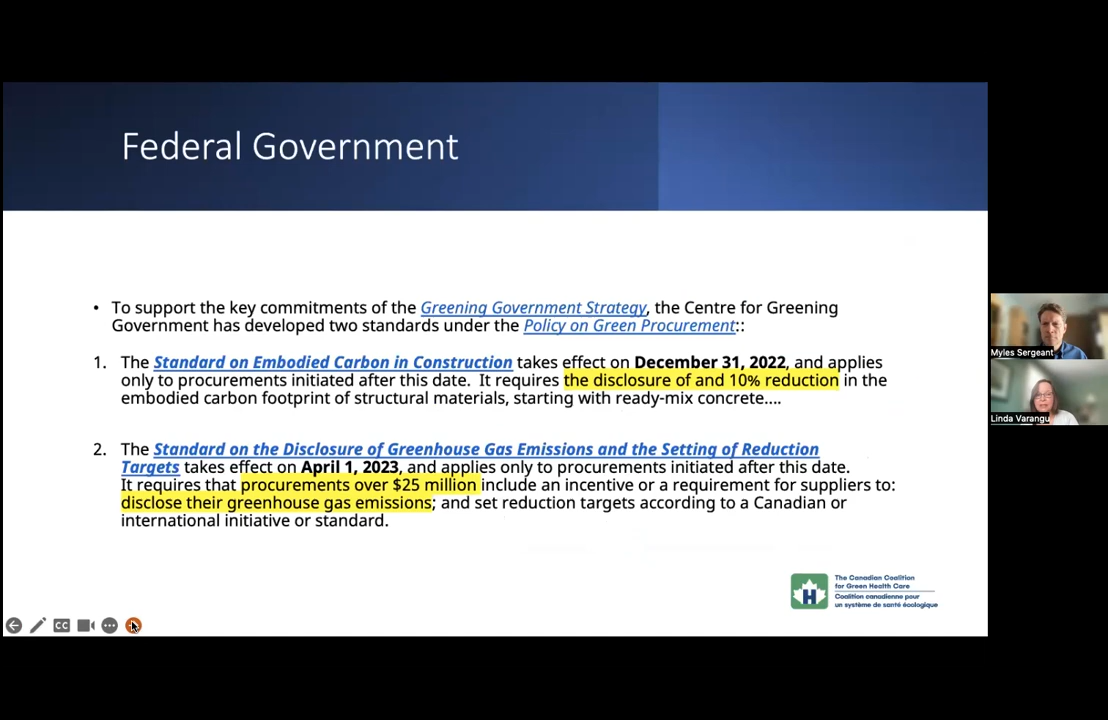 Federal Government
• To support the key commitments of the Greening Government Strategy, the Centre for Greening
Government has developed two standards under the Policy on Green Procurement::
1. The Standard on Embodied Carbon in Construction takes effect on December 31, 2022, and applies
only to procurements initiated after this date. It requires the disclosure of and 10% reduction in the
embodied carbon footprint of structural materials, starting with ready-mix concrete....
2. The Standard on the Disclosure of Greenhouse Gas Emissions and the Setting of Reduction
Targets takes effect on April 1, 2023, and applies only to procurements initiated after this date.
It requires that procurements over $25 million include an incentive or a requirement for suppliers to:
disclose their greenhouse gas emissions; and set reduction targets according to a Canadian or
international initiative or standard.
The Canadian Coalition
for Green Health Care
Coalition canadienne pour
un système de santé écologique
H
CC
Myles Sergeant
Linda Varangu